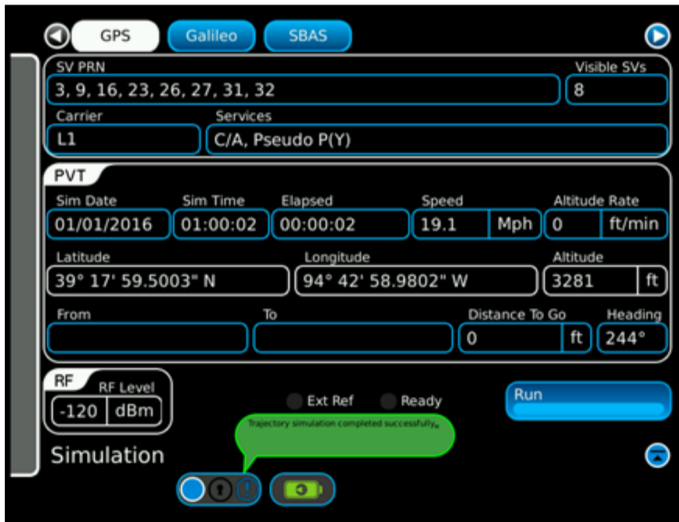 GPS Galileo SBAS
SV PRN Visible SVs
3, 9, 16, 23, 26, 27, 31, 32 8
Carrier Services
L1 C/A, Pseudo P(Y)
PVT
Sim Date Sim Time Elapsed Speed Altitude Rate
01/01/2016 01:00:02 00:00:02 19.1 Mph 0 ft/min
Latitude Longitude Altitude
39° 17' 59.5003" N 94° 42' 58.9802" W 3281 ft
From To Distance To Go Heading
0 ft 244°
RF RF Level
-120 dBm
Ext Ref Ready Run
Trajectory simulation completed successfully.
Simulation